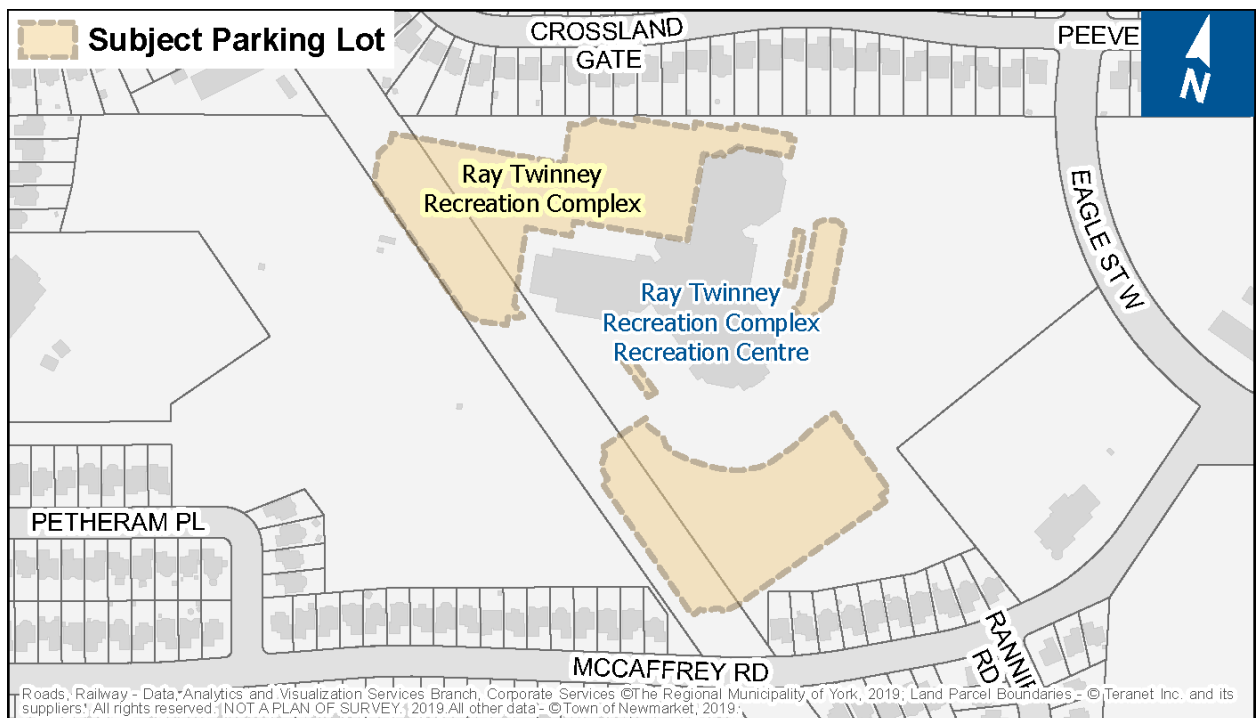 Subject Parking Lot
CROSSLAND
GATE
PEEVE
N
Ray Twinney
Recreation Complex
EAGLE ST W
Ray Twinney
Recreation Complex
Recreation Centre
PETHERAM PL
MCCAFFREY RD
RANNI
RD
Roads, Railway - Data, Analytics and Visualization Services Branch, Corporate Services ©The Regional Municipality of York, 2019; Land Parcel Boundaries - © Teranet Inc. and its
suppliers. All rights reserved. NOT A PLAN OF SURVEY. 2019.All other data - © Town of Newmarket, 2019.